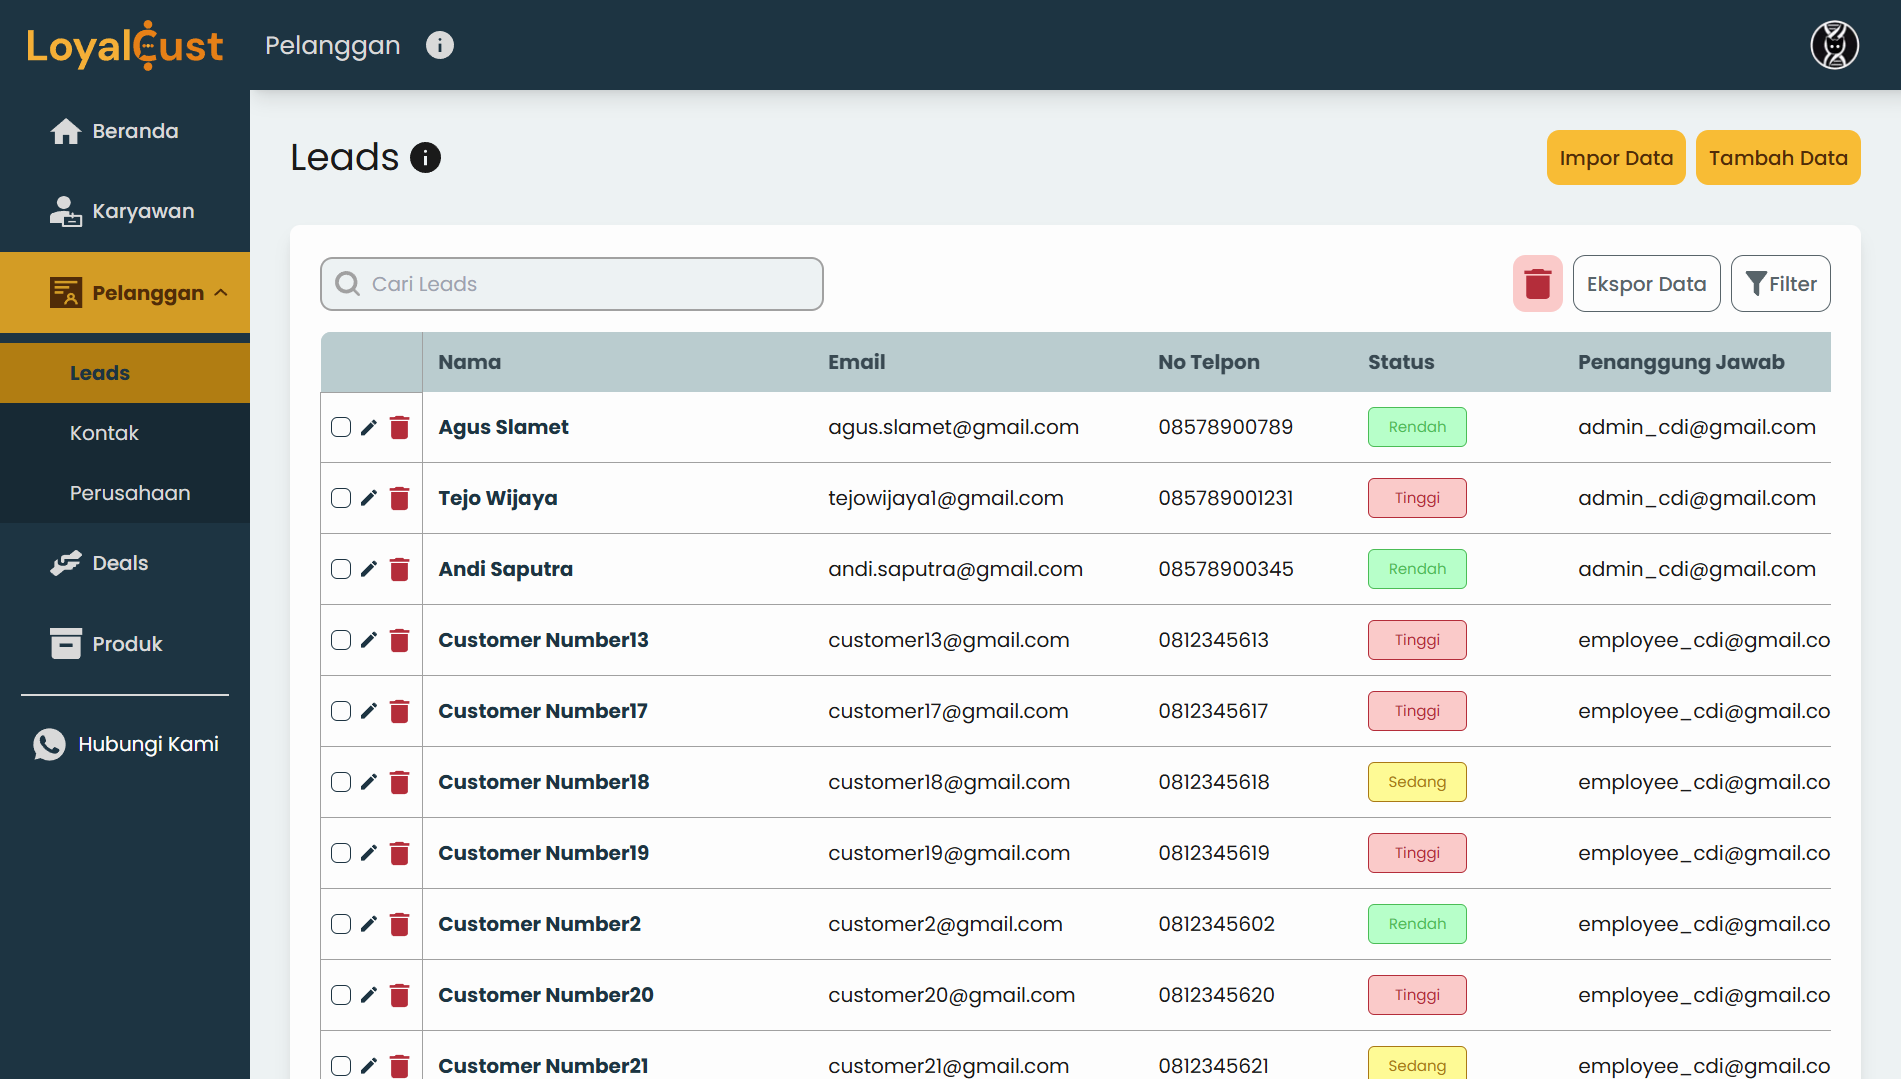 LoyalCust
Pelanggan
Beranda
Karyawan
Pelanggan
Leads
Kontak
Perusahaan
Deals
Produk
Hubungi Kami
Leads
Impor Data
Tambah Data
Cari Leads
Ekspor Data
Filter
Nama Email No Telpon Status Penanggung Jawab
Agus Slamet agus.slamet@gmail.com 08578900789 Rendah admin_cdi@gmail.com
Tejo Wijaya tejowijaya1@gmail.com 085789001231 Tinggi admin_cdi@gmail.com
Andi Saputra andi.saputra@gmail.com 08578900345 Rendah admin_cdi@gmail.com
Customer Number13 customer13@gmail.com 0812345613 Tinggi employee_cdi@gmail.co
Customer Number17 customer17@gmail.com 0812345617 Tinggi employee_cdi@gmail.co
Customer Number18 customer18@gmail.com 0812345618 Sedang employee_cdi@gmail.co
Customer Number19 customer19@gmail.com 0812345619 Tinggi employee_cdi@gmail.co
Customer Number2 customer2@gmail.com 0812345602 Rendah employee_cdi@gmail.co
Customer Number20 customer20@gmail.com 0812345620 Tinggi employee_cdi@gmail.co
Customer Number21 customer21@gmail.com 0812345621 Sedang employee_cdi@gmail.co